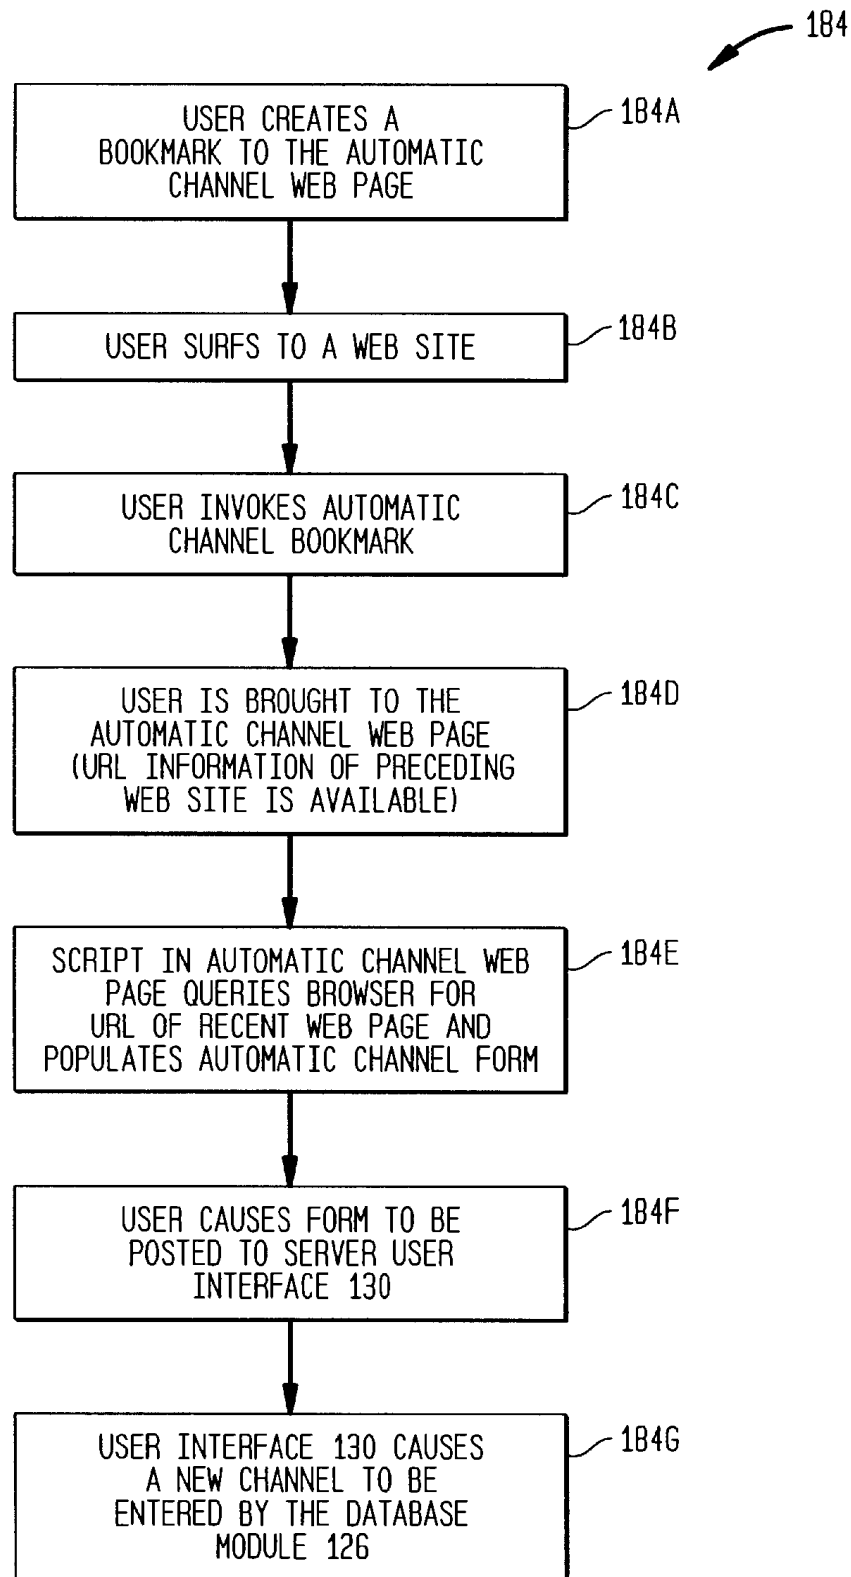 184
USER CREATES A
BOOKMARK TO THE AUTOMATIC
CHANNEL WEB PAGE
184A
USER SURFS TO A WEB SITE
184B
USER INVOKES AUTOMATIC
CHANNEL BOOKMARK
184C
USER IS BROUGHT TO THE
AUTOMATIC CHANNEL WEB PAGE
(URL INFORMATION OF PRECEDING
WEB SITE IS AVAILABLE)
184D
SCRIPT IN AUTOMATIC CHANNEL WEB
PAGE QUERIES BROWSER FOR
URL OF RECENT WEB PAGE AND
POPULATES AUTOMATIC CHANNEL FORM
184E
USER CAUSES FORM TO BE
POSTED TO SERVER USER
INTERFACE 130
184F
USER INTERFACE 130 CAUSES
A NEW CHANNEL TO BE
ENTERED BY THE DATABASE
MODULE 126
184G